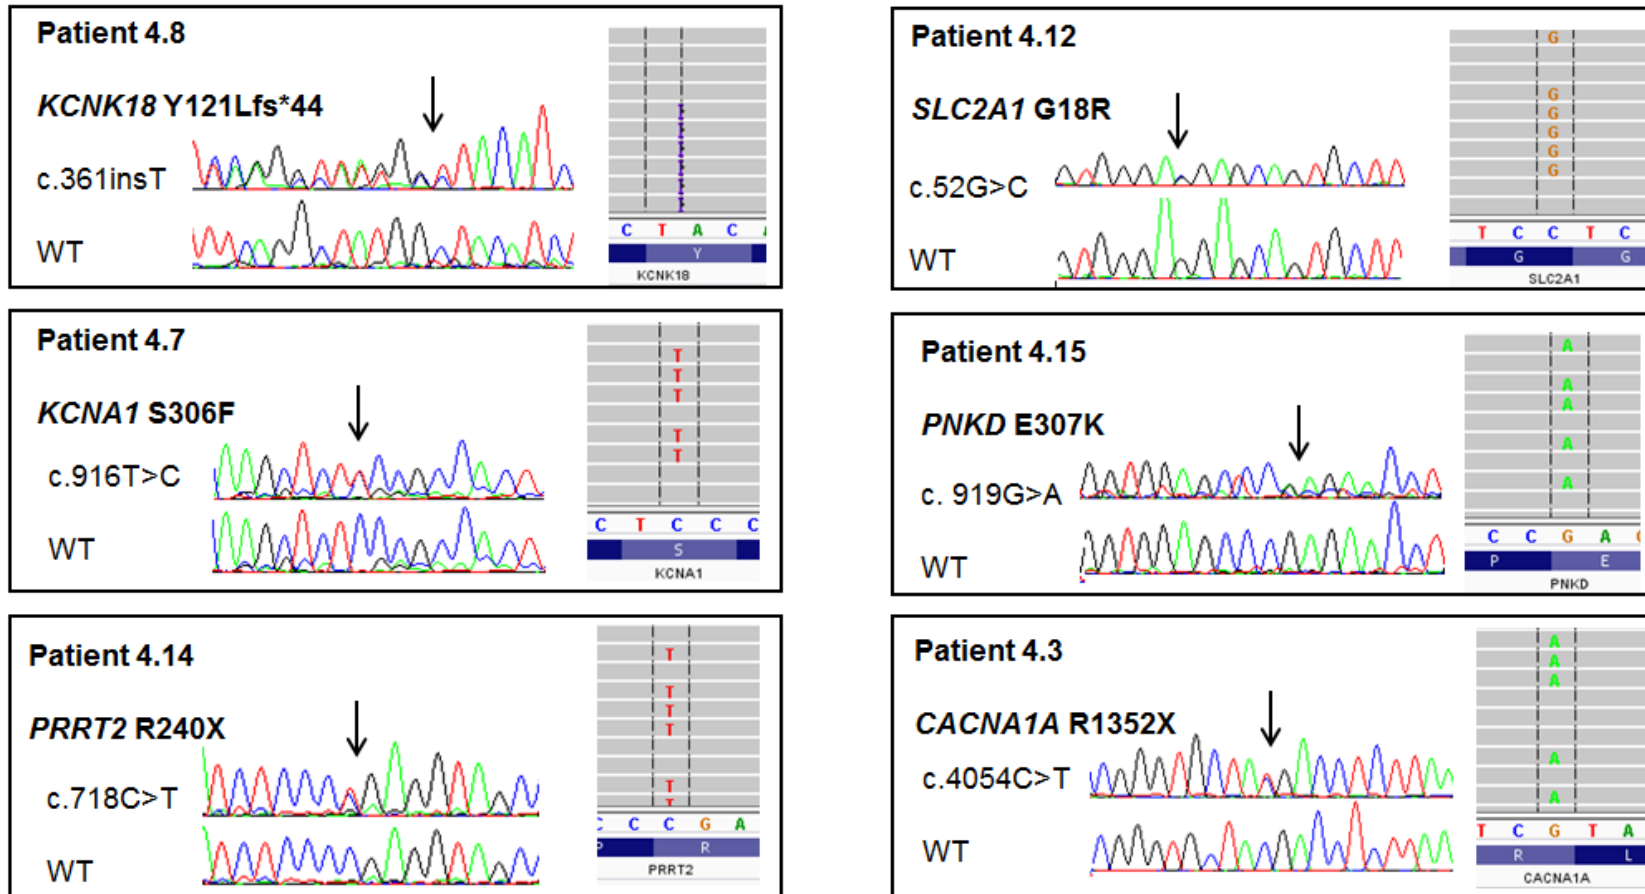 Patient 4.8
KCNK18 Y121Lfs*44
c.361insT
WT
C T A C
Y
KCNK18
Patient 4.12
SLC2A1 G18R
c.52G>C
WT
G
G
G
G
G
G
T C C T C
G G
SLC2A1
Patient 4.7
KCNA1 S306F
c.916T>C
WT
T
T
T
T
T
C T C C C
S
KCNA1
Patient 4.15
PNKD E307K
c. 919G>A
WT
A
A
A
A
A
C C G A
P E
PNKD
Patient 4.14
PRRT2 R240X
c.718C>T
WT
T
T
T
T
T
T
C C C G A
P R
PRRT2
Patient 4.3
CACNA1A R1352X
c.4054C>T
WT
A
A
A
A
A
T C G T A
R L
CACNA1A